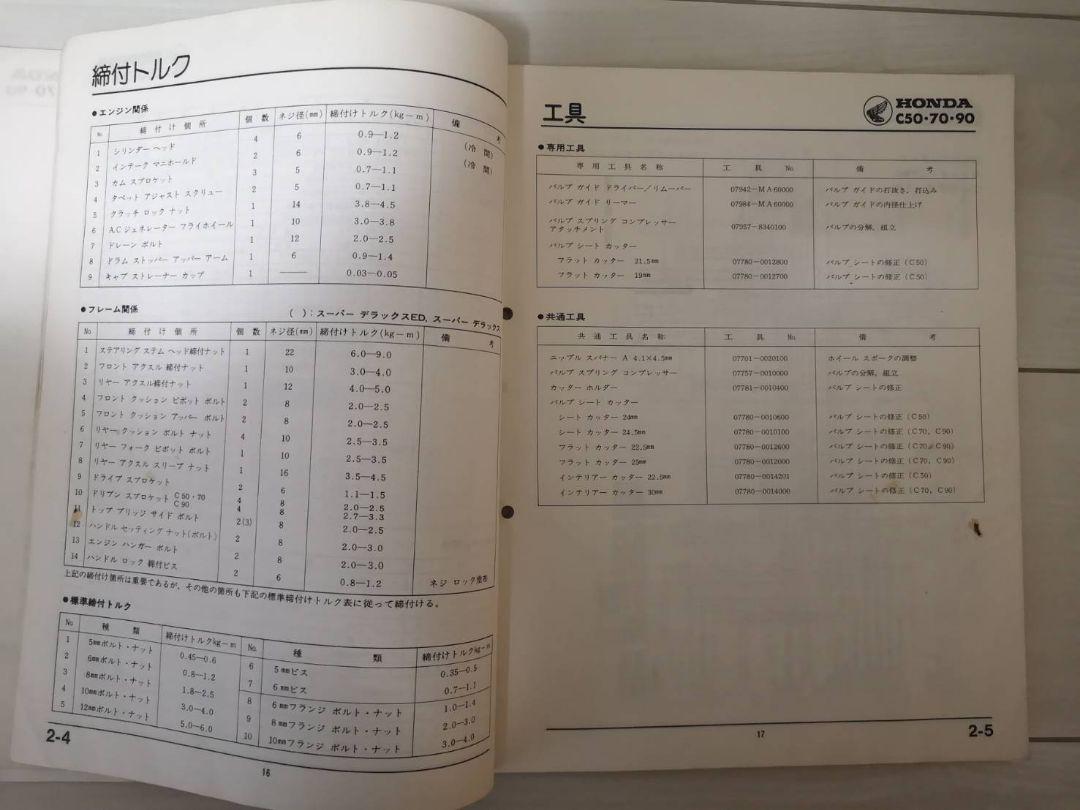 締付トルク
●エンジン関係
№ 締付け個所 個数 ネジ径(mm) 締付けトルク(kg-m) 備考
1 シリンダー ヘッド 4 6 0.9—1.2 (冷間)
2 インテーク マニホールド 2 6 0.9—1.2 (冷間)
3 カム スプロケット 3 5 0.7—1.1
4 タペット アジャスト スクリュー 2 5 0.7—1.1
5 クラッチ ロック ナット 1 14 3.8—4.5
6 A.Cジェネレーター フライホイール 1 10 3.0—3.8
7 ドレーン ボルト 1 12 2.0—2.5
8 ドラム ストッパー アッパー アーム 1 6 0.9—1.4
9 キャブ ストレーナー カップ 1 —— 0.03—0.05
●フレーム関係
( ):スーパー デラックスED, スーパー デラックス
№ 締付け個所 個数 ネジ径(mm) 締付けトルク(kg-m) 備考
1 ステアリング ステム ヘッド締付ナット 1 22 6.0—9.0
2 フロント アクスル 締付ナット 1 10 3.0—4.0
3 リヤー アクスル締付ナット 1 12 4.0—5.0
4 フロント クッション ピボット ボルト 2 8 2.0—2.5
5 フロント クッション アッパー ボルト 2 8 2.0—2.5
6 リヤー クッション ボルト ナット 4 10 2.5—3.5
7 リヤー フォーク ピボット ボルト 1 10 2.5—3.5
8 リヤー アクスル スリーブ ナット 1 16 3.5—4.5
9 ドライブ スプロケット 2 6 1.1—1.5
10 ドリブン スプロケット C50・70 4 8 2.0—2.5
C90 4 8 2.7—3.3
11 トップ ブリッジ サイド ボルト 2(3) 8 2.0—2.5
12 ハンドル セッティング ナット(ボルト) 2 8 2.0—3.0
13 エンジン ハンガー ボルト 2 8 2.0—3.0
14 ハンドル ロック 締付ビス 2 6 0.8—1.2 ネジ ロック塗布
上記の締付け箇所は重要であるが、その他の箇所も下記の標準締付けトルク表に従って締付ける。
●標準締付トルク
№ 種類 締付けトルクkg-m № 種類 締付けトルクkg-m
1 5mmボルト・ナット 0.45—0.6 6 5mmビス 0.35—0.5
2 6mmボルト・ナット 0.8—1.2 7 6mmビス 0.7—1.1
3 8mmボルト・ナット 1.8—2.5 8 6mmフランジ ボルト・ナット 1.0—1.4
4 10mmボルト・ナット 3.0—4.0 9 8mmフランジ ボルト・ナット 2.0—3.0
5 12mmボルト・ナット 5.0—6.0 10 10mmフランジ ボルト・ナット 3.0—4.0
2-4
16
工具
HONDA
C50・70・90
●専用工具
専用工具名称 工具 № 備考
バルブ ガイド ドライバー/リムーバー 07942—MA60000 バルブ ガイドの打抜き、打込み
バルブ ガイド リーマー 07984—MA60000 バルブ ガイドの内径仕上げ
バルブ スプリング コンプレッサー
アタッチメント 07957—8340100 バルブの分解、組立
バルブ シート カッター
フラット カッター 21.5mm 07780—0012800 バルブ シートの修正(C50)
フラット カッター 19mm 07780—0012700 バルブ シートの修正(C50)
●共通工具
共通工具名称 工具 № 備考
ニップル スパナー A 4.1×4.5mm 07701—0020100 ホイール スポークの調整
バルブ スプリング コンプレッサー 07757—0010000 バルブの分解、組立
カッター ホルダー 07781—0010400 バルブ シートの修正
バルブ シート カッター
シート カッター 24mm 07780—0010600 バルブ シートの修正(C50)
シート カッター 24.5mm 07780—0010100 バルブ シートの修正(C70, C90)
フラット カッター 22.5mm 07780—0012600 バルブ シートの修正(C70, C90)
フラット カッター 25mm 07780—0012000 バルブ シートの修正(C70, C90)
インテリアー カッター 22.5mm 07780—0014201 バルブ シートの修正(C50)
インテリアー カッター 30mm 07780—0014000 バルブ シートの修正(C70, C90)
17
2-5